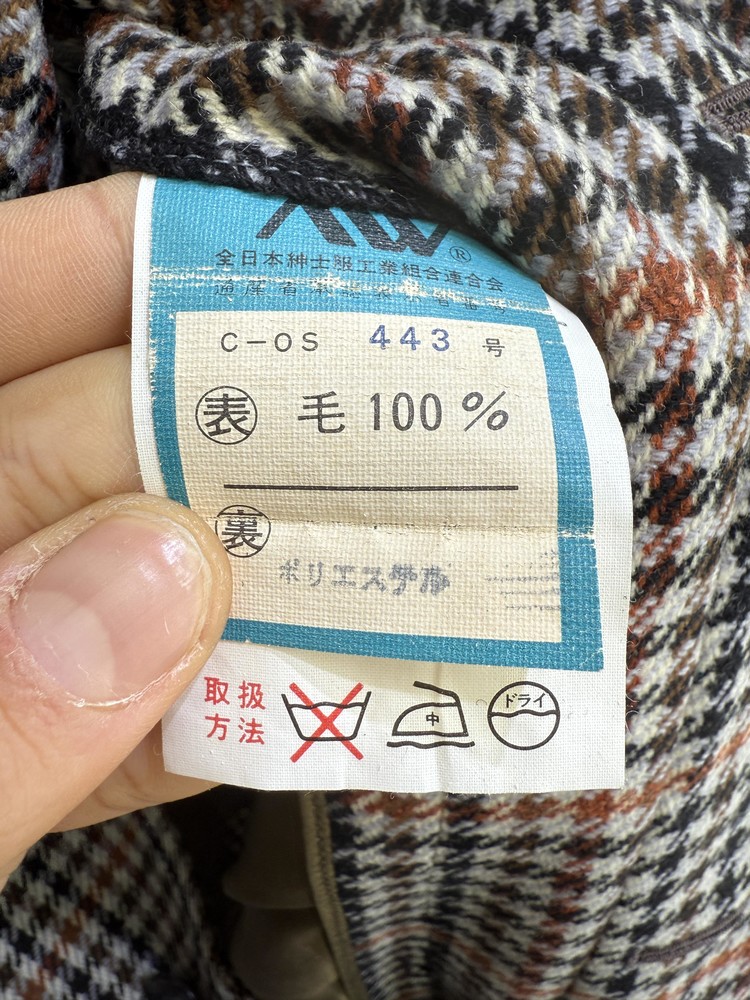 ®
全日本紳士服工業組合連合会
C-OS 443 号
表 毛 100 %
裏
ポリエステル
取扱
方法
中
ドライ